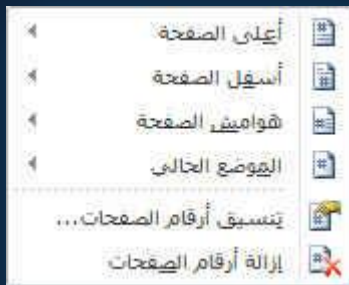 أعلى الصفحة
أسفل الصفحة
هوامش الصفحة
الموضع الحالي
تنسيق أرقام الصفحات...
إزالة أرقام الصفحات